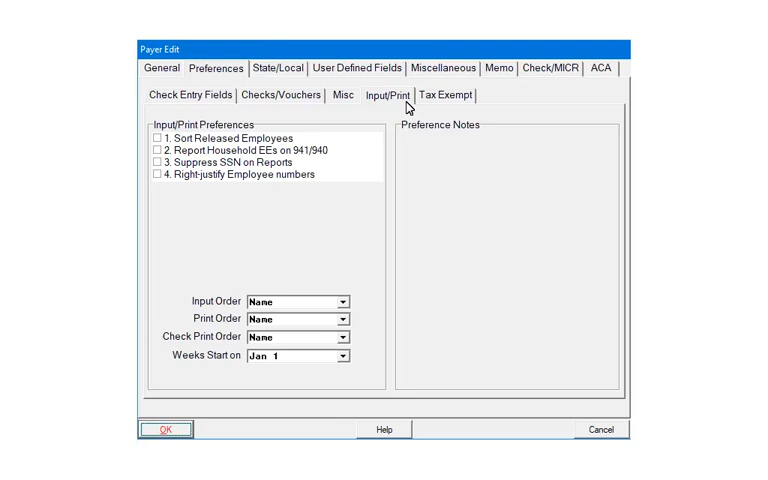 Payer Edit
General Preferences State/Local User Defined Fields Miscellaneous Memo Check/MICR ACA
Check Entry Fields Checks/Vouchers Misc Input/Print Tax Exempt
Input/Print Preferences
1. Sort Released Employees
2. Report Household EEs on 941/940
3. Suppress SSN on Reports
4. Right-justify Employee numbers
Preference Notes
Input Order Name
Print Order Name
Check Print Order Name
Weeks Start on Jan 1
OK Help Cancel